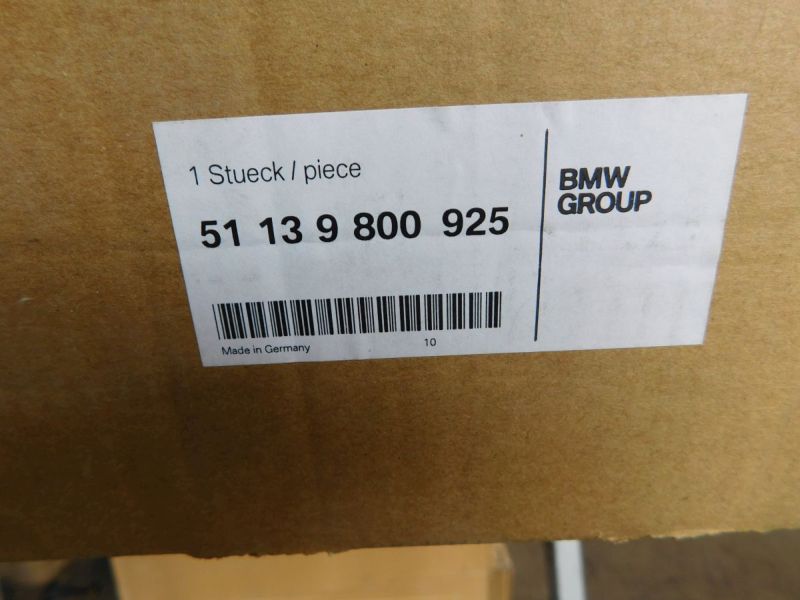 1 Stueck / piece
51 13 9 800 925
Made in Germany
10
BMW
GROUP